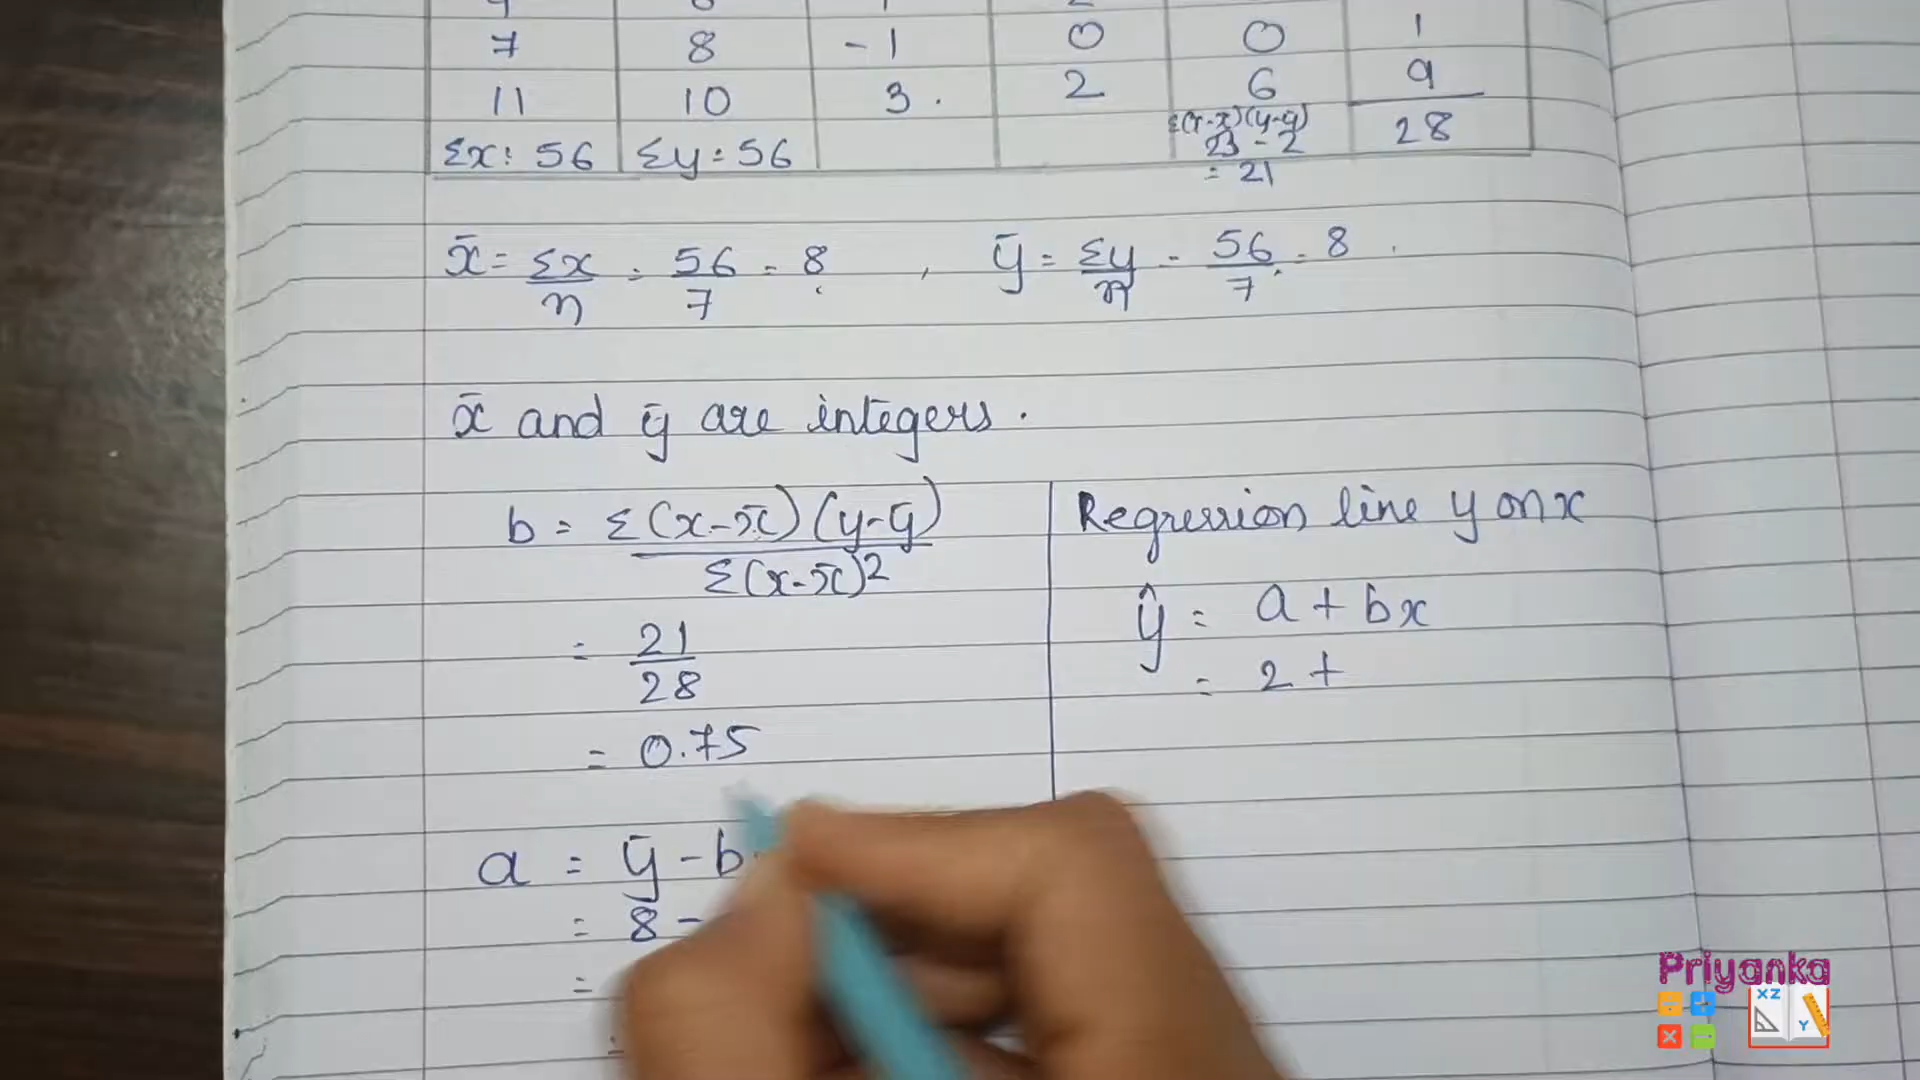 7 8 -1 0 0 1
11 10 3. 2 6 9
Σ(x-x̄)(y-ȳ)
Σx: 56 Σy = 56 23 - 2 28
= 21
x̄ = Σx/n = 56/7 = 8 , ȳ = Σy/n = 56/7 = 8
x̄ and ȳ are integers.
b = Σ(x-x̄)(y-ȳ)/Σ(x-x̄)2
= 21/28
= 0.75
a = ȳ - b
= 8 -
=
Regression line y on x
ŷ = a + bx
= 2 +
Priyanka
XZ
Y